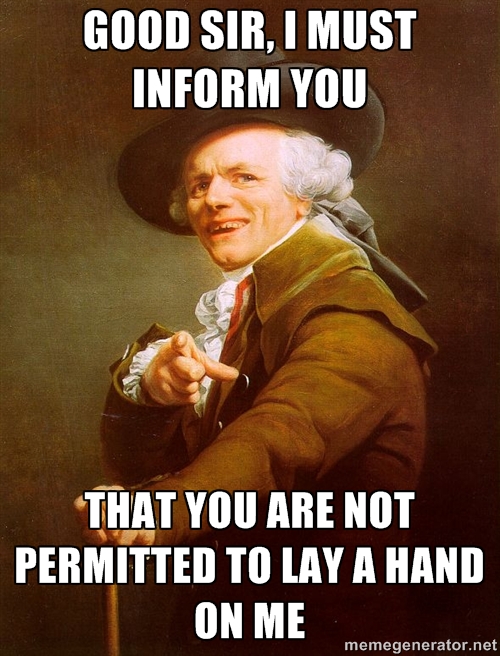 GOOD SIR, I MUST
INFORM YOU
THAT YOU ARE NOT
PERMITTED TO LAY A HAND
ON ME
memegenerator.net